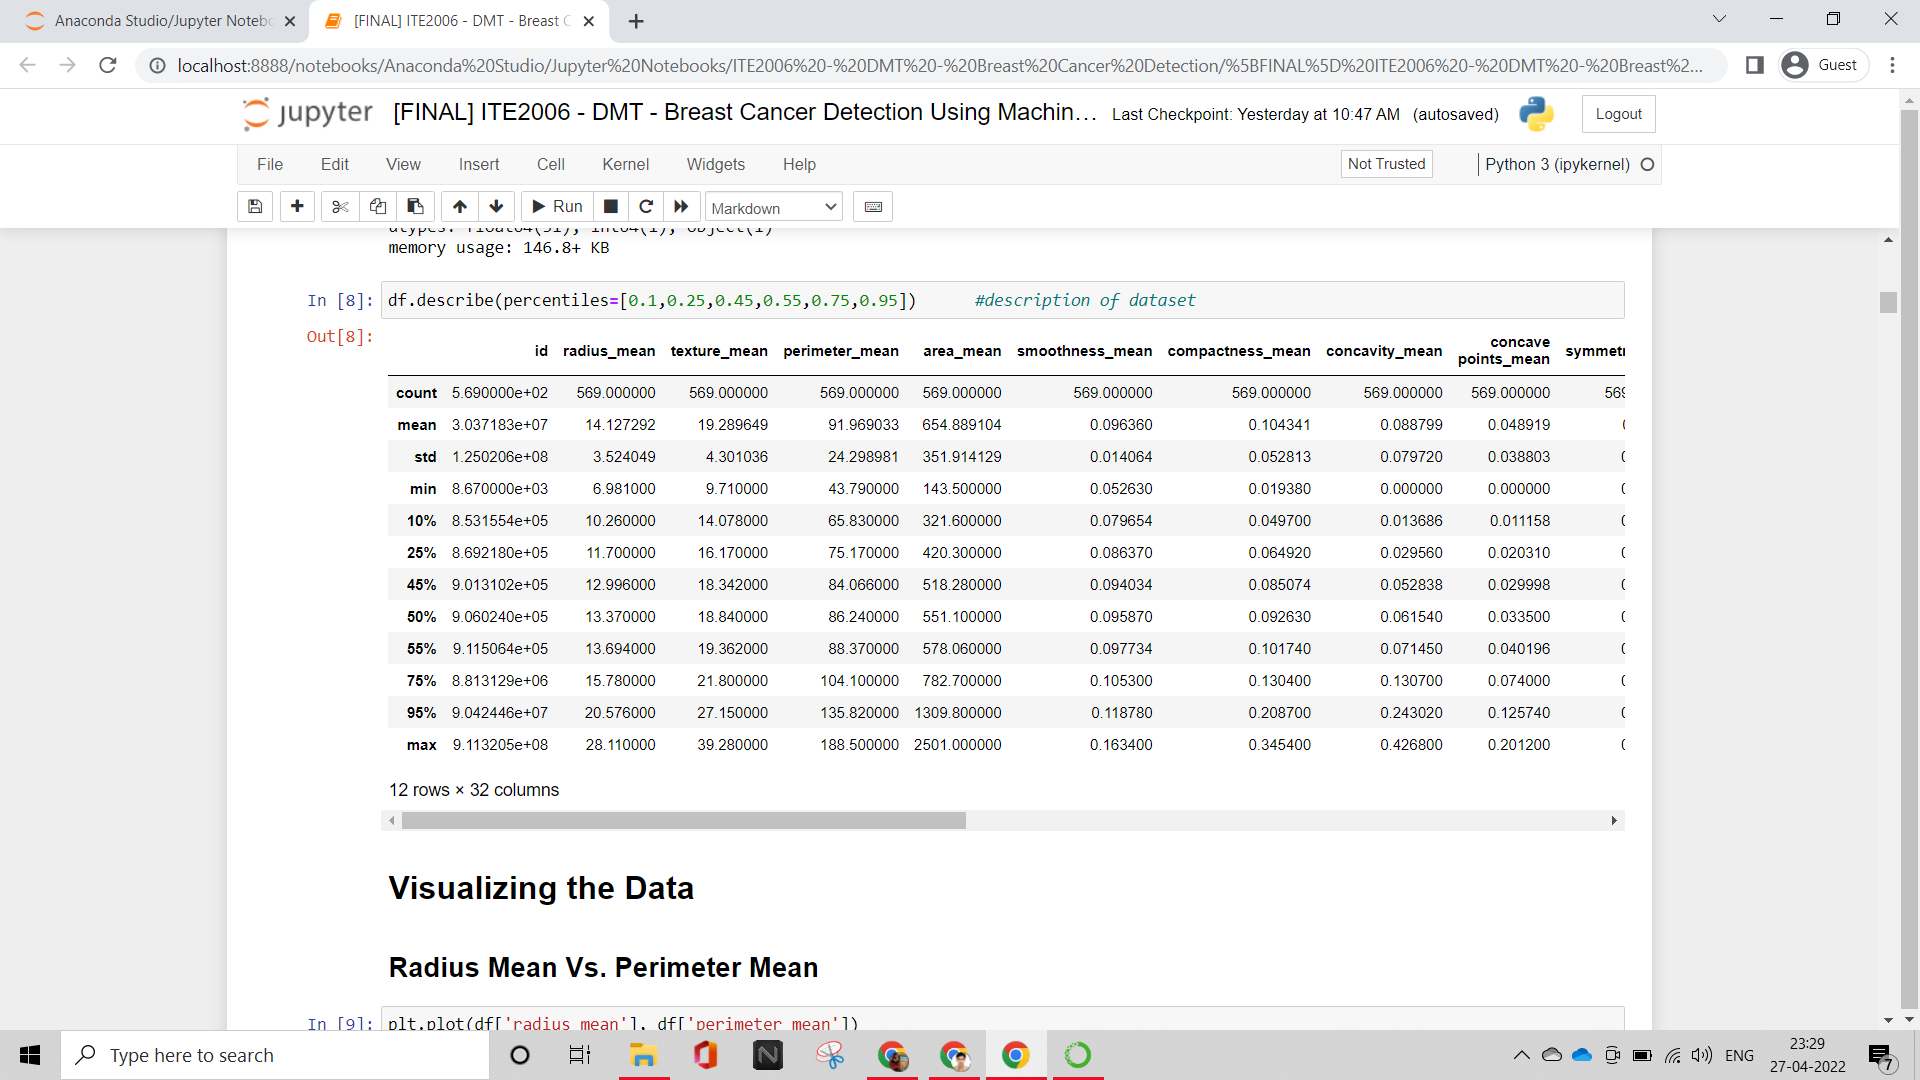 Anaconda Studio/Jupyter Notebo
[FINAL] ITE2006 - DMT - Breast C
localhost:8888/notebooks/Anaconda%20Studio/Jupyter%20Notebooks/ITE2006%20-%20DMT%20-%20Breast%20Cancer%20Detection/%5BFINAL%5D%20ITE2006%20-%20DMT%20-%20Breast%2...
Guest
jupyter [FINAL] ITE2006 - DMT - Breast Cancer Detection Using Machin... Last Checkpoint: Yesterday at 10:47 AM (autosaved) Logout
File Edit View Insert Cell Kernel Widgets Help Not Trusted Python 3 (ipykernel)
Run Markdown
dtypes: float64(31), int64(1), object(1)
memory usage: 146.8+ KB
In [8]: df.describe(percentiles=[0.1,0.25,0.45,0.55,0.75,0.95]) #description of dataset
Out[8]:
id radius_mean texture_mean perimeter_mean area_mean smoothness_mean compactness_mean concavity_mean concave points_mean symmetr
count 5.690000e+02 569.000000 569.000000 569.000000 569.000000 569.000000 569.000000 569.000000 569.000000 569
mean 3.037183e+07 14.127292 19.289649 91.969033 654.889104 0.096360 0.104341 0.088799 0.048919
std 1.250206e+08 3.524049 4.301036 24.298981 351.914129 0.014064 0.052813 0.079720 0.038803
min 8.670000e+03 6.981000 9.710000 43.790000 143.500000 0.052630 0.019380 0.000000 0.000000
10% 8.531554e+05 10.260000 14.078000 65.830000 321.600000 0.079654 0.049700 0.013686 0.011158
25% 8.692180e+05 11.700000 16.170000 75.170000 420.300000 0.086370 0.064920 0.029560 0.020310
45% 9.013102e+05 12.996000 18.342000 84.066000 518.280000 0.094034 0.085074 0.052838 0.029998
50% 9.060240e+05 13.370000 18.840000 86.240000 551.100000 0.095870 0.092630 0.061540 0.033500
55% 9.115064e+05 13.694000 19.362000 88.370000 578.060000 0.097734 0.101740 0.071450 0.040196
75% 8.813129e+06 15.780000 21.800000 104.100000 782.700000 0.105300 0.130400 0.130700 0.074000
95% 9.042446e+07 20.576000 27.150000 135.820000 1309.800000 0.118780 0.208700 0.243020 0.125740
max 9.113205e+08 28.110000 39.280000 188.500000 2501.000000 0.163400 0.345400 0.426800 0.201200
12 rows × 32 columns
Visualizing the Data
Radius Mean Vs. Perimeter Mean
In [9]: plt.plot(df['radius_mean'], df['perimeter_mean'])
Type here to search
ENG
23:29
27-04-2022
7